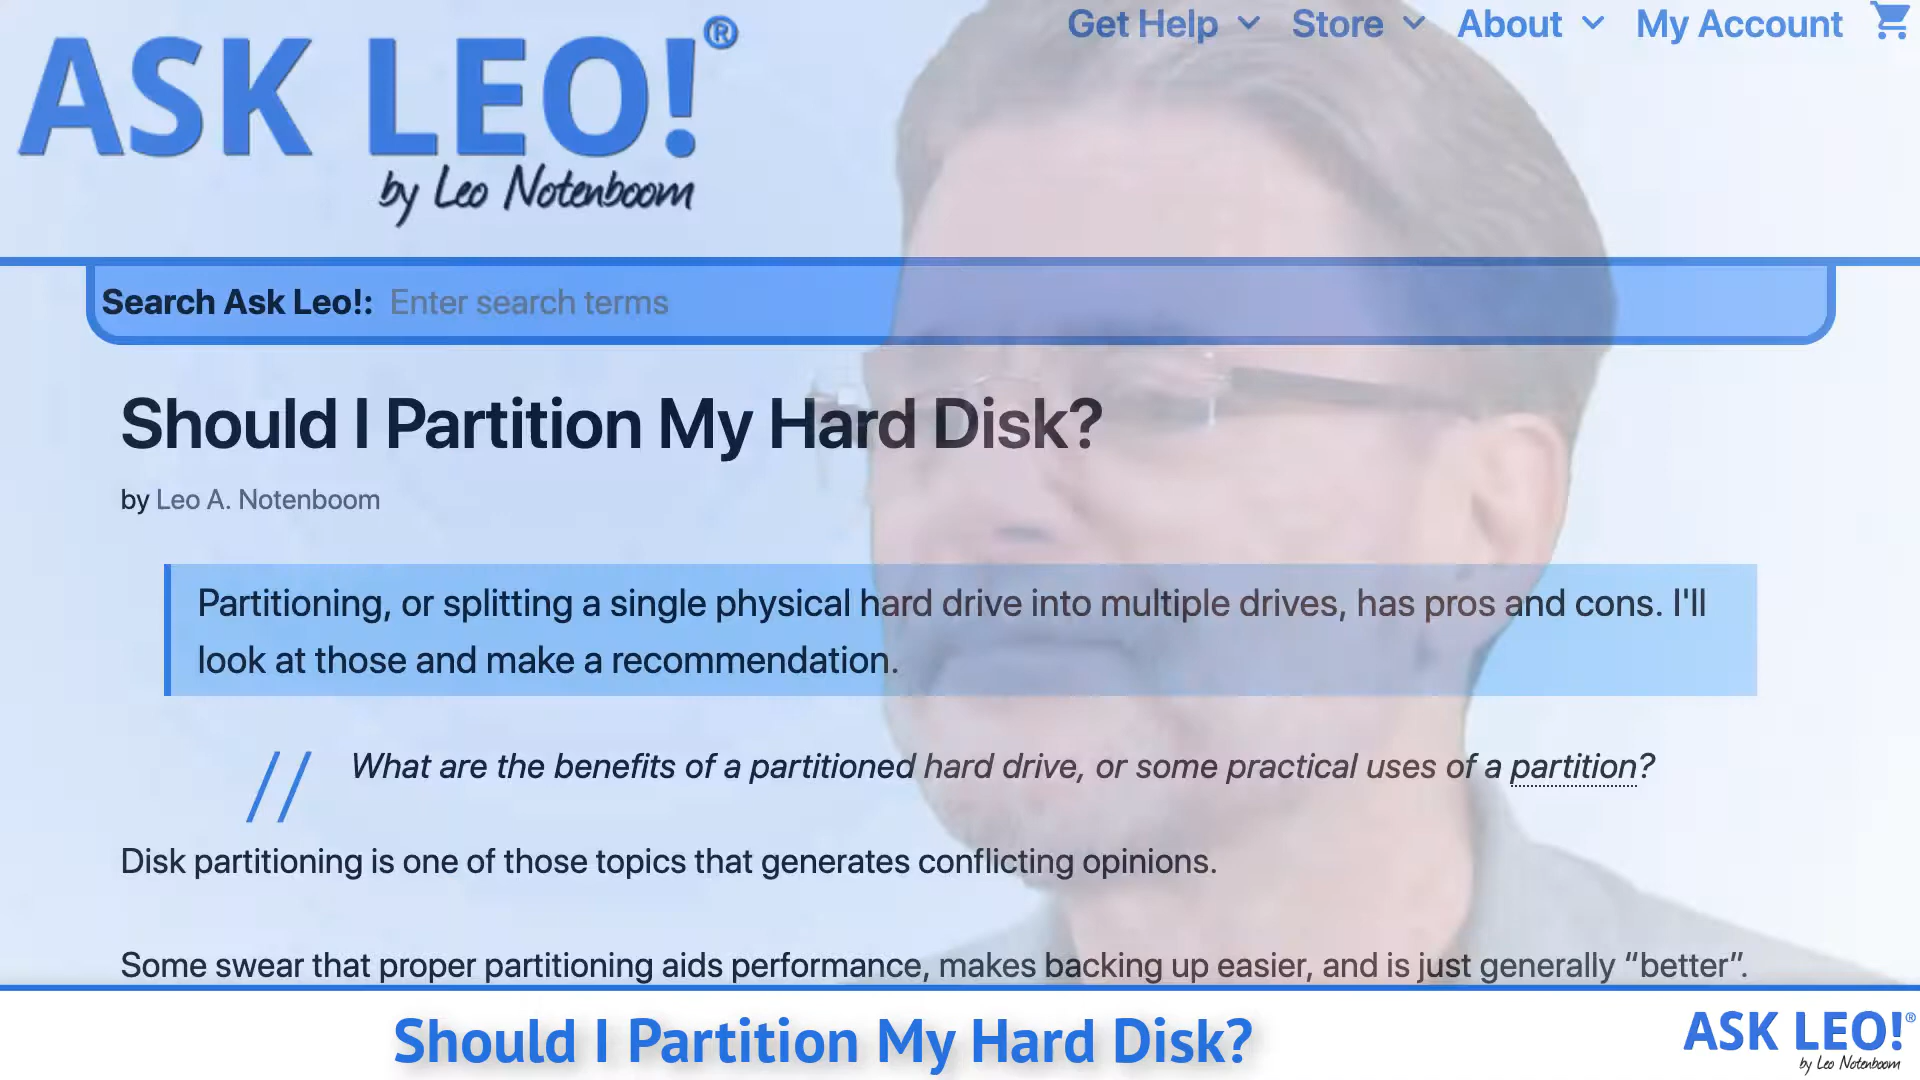 ASK LEO!®
by Leo Notenboom
Get Help Store About My Account
Search Ask Leo!: Enter search terms
Should I Partition My Hard Disk?
by Leo A. Notenboom
Partitioning, or splitting a single physical hard drive into multiple drives, has pros and cons. I'll
look at those and make a recommendation.
What are the benefits of a partitioned hard drive, or some practical uses of a partition?
Disk partitioning is one of those topics that generates conflicting opinions.
Some swear that proper partitioning aids performance, makes backing up easier, and is just generally “better”.
Should I Partition My Hard Disk?
ASK LEO!®
by Leo Notenboom